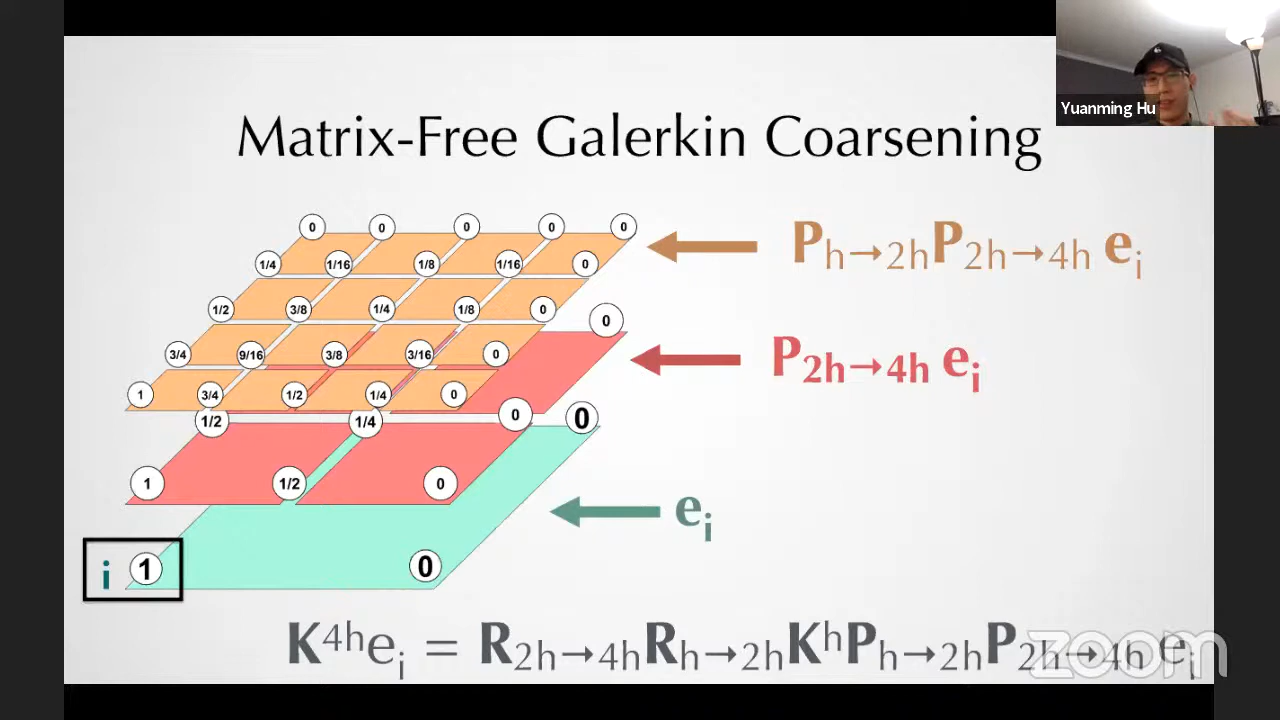 Yuanming Hu
Matrix-Free Galerkin Coarsening
0 0 0 0 0
1/4 1/16 1/8 1/16 0
1/2 3/8 1/4 1/8 0
3/4 9/16 3/8 3/16 0
1 3/4 1/2 1/4 0
P_h→2h P_2h→4h e_i
0
1/2 1/4 0
1 1/2 0
P_2h→4h e_i
0
i 1 0
e_i
K^4h e_i = R_2h→4h R_h→2h K^h P_h→2h P_2h→4h e_i
zoom